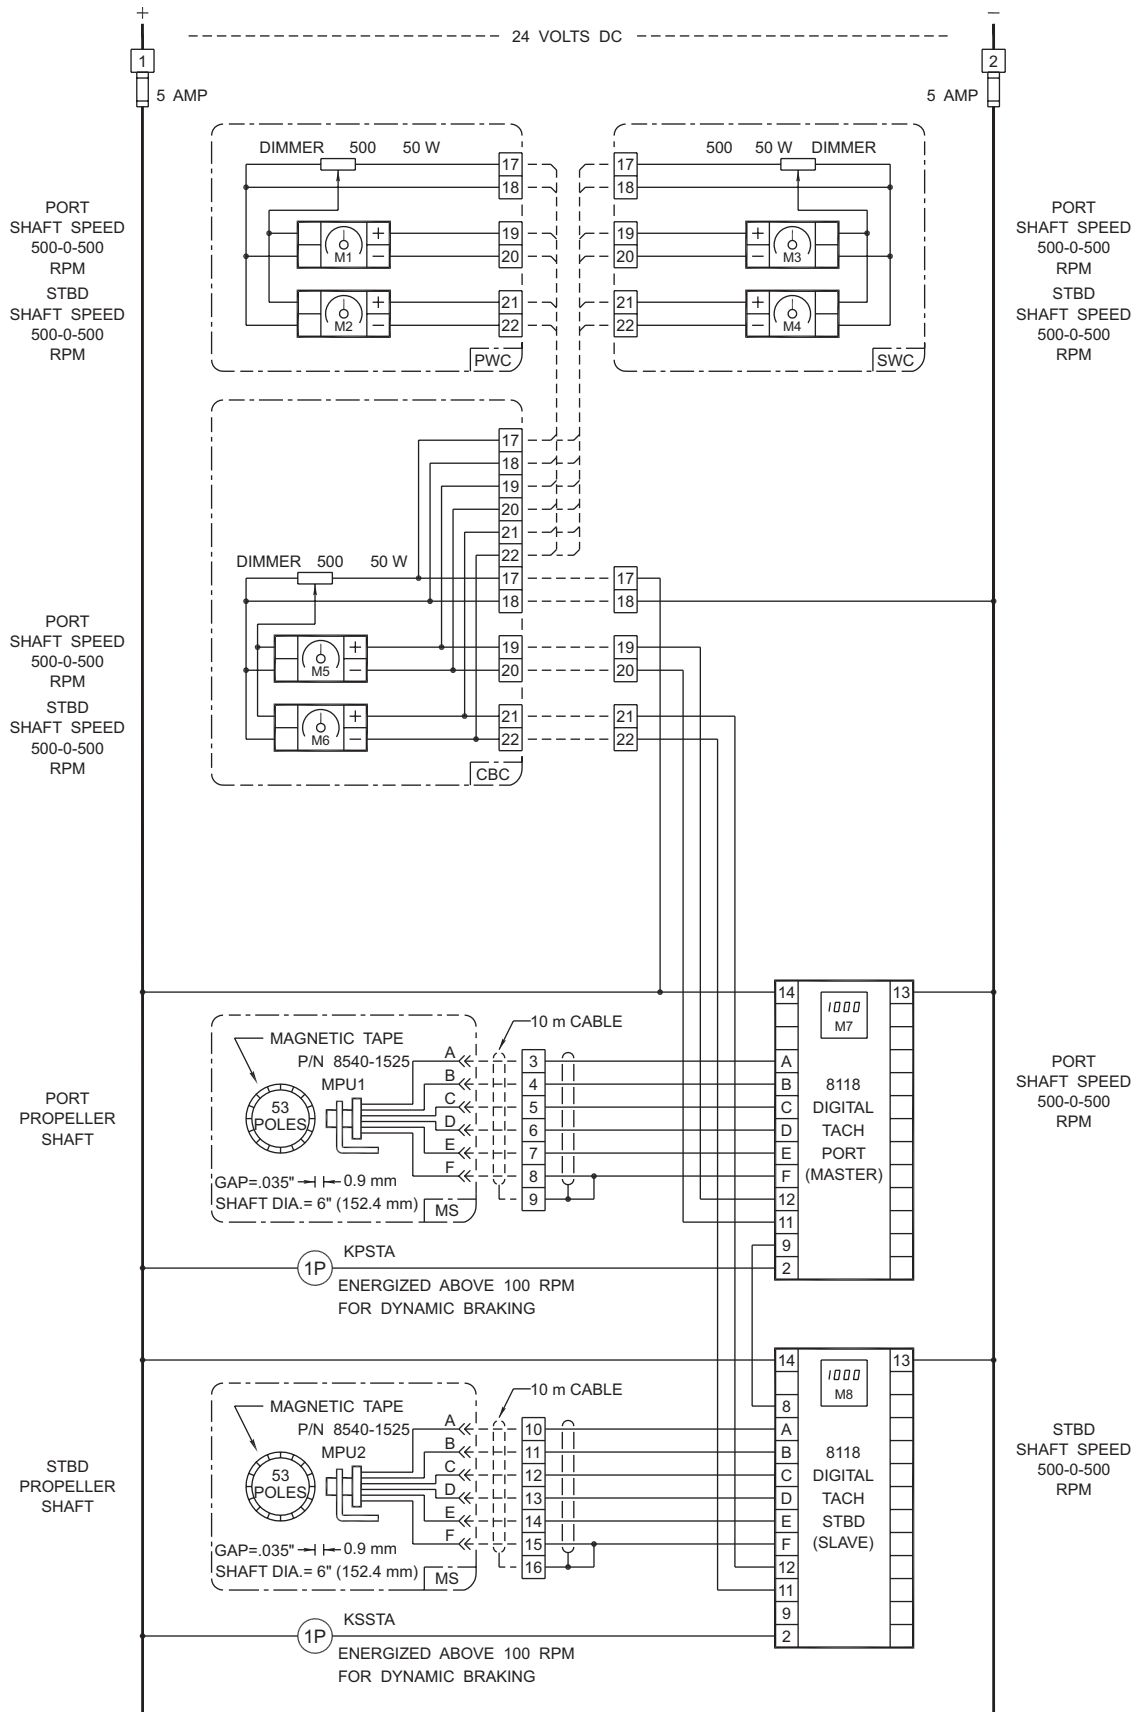 + −
24 VOLTS DC
1 2
5 AMP 5 AMP
DIMMER 500 50 W
17
18
PORT
SHAFT SPEED
500-0-500
RPM
M1 + −
19
20
STBD
SHAFT SPEED
500-0-500
RPM
M2 + −
21
22
PWC
500 50 W DIMMER
17
18
19
20
+ − M3
PORT
SHAFT SPEED
500-0-500
RPM
21
22
+ − M4
STBD
SHAFT SPEED
500-0-500
RPM
SWC
17
18
19
20
21
22
DIMMER 500 50 W
17 17
18 18
PORT
SHAFT SPEED
500-0-500
RPM
M5 + −
19 19
20 20
STBD
SHAFT SPEED
500-0-500
RPM
M6 + −
21 21
22 22
CBC
PORT
PROPELLER
SHAFT
MAGNETIC TAPE
P/N 8540-1525
MPU1
53
POLES
GAP=.035" 0.9 mm
SHAFT DIA.= 6" (152.4 mm)
MS
10 m CABLE
A 3
B 4
C 5
D 6
E 7
F 8
9
14 13
1000
M7
A
B
C
D
E
F
12
11
9
2
8118
DIGITAL
TACH
PORT
(MASTER)
PORT
SHAFT SPEED
500-0-500
RPM
1P KPSTA
ENERGIZED ABOVE 100 RPM
FOR DYNAMIC BRAKING
STBD
PROPELLER
SHAFT
MAGNETIC TAPE
P/N 8540-1525
MPU2
53
POLES
GAP=.035" 0.9 mm
SHAFT DIA.= 6" (152.4 mm)
MS
10 m CABLE
A 10
B 11
C 12
D 13
E 14
F 15
16
14 13
1000
M8
8
A
B
C
D
E
F
12
11
9
2
8118
DIGITAL
TACH
STBD
(SLAVE)
STBD
SHAFT SPEED
500-0-500
RPM
1P KSSTA
ENERGIZED ABOVE 100 RPM
FOR DYNAMIC BRAKING